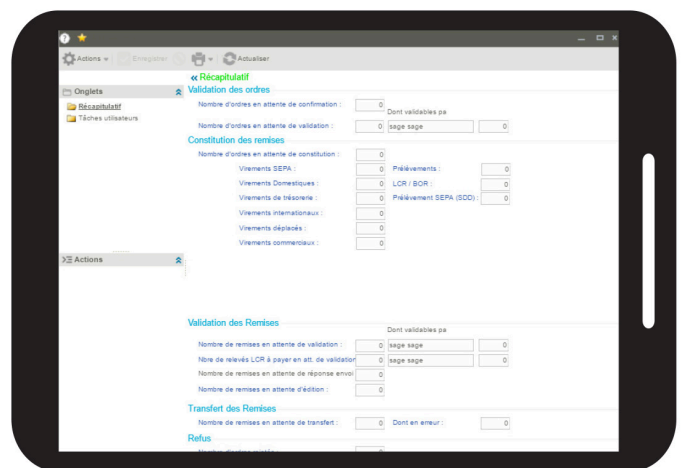 Actions Enregistrer Actualiser
« Récapitulatif
Onglets
Récapitulatif
Tâches utilisateurs
Actions
Validation des ordres
Nombre d'ordres en attente de confirmation : 0
Dont validables pa
Nombre d'ordres en attente de validation : 0 sage sage 0
Constitution des remises
Nombre d'ordres en attente de constitution : 0
Virements SEPA : 0 Prélèvements : 0
Virements Domestiques : 0 LCR / BOR : 0
Virements de trésorerie : 0 Prélèvement SEPA (SDD) : 0
Virements internationaux : 0
Virements déplacés : 0
Virements commerciaux : 0
Validation des Remises
Dont validables pa
Nombre de remises en attente de validation : 0 sage sage 0
Nbre de relevés LCR à payer en att. de validation 0 sage sage 0
Nombre de remises en attente de réponse envoi 0
Nombre de remises en attente d'édition : 0
Transfert des Remises
Nombre de remises en attente de transfert : 0 Dont en erreur : 0
Refus